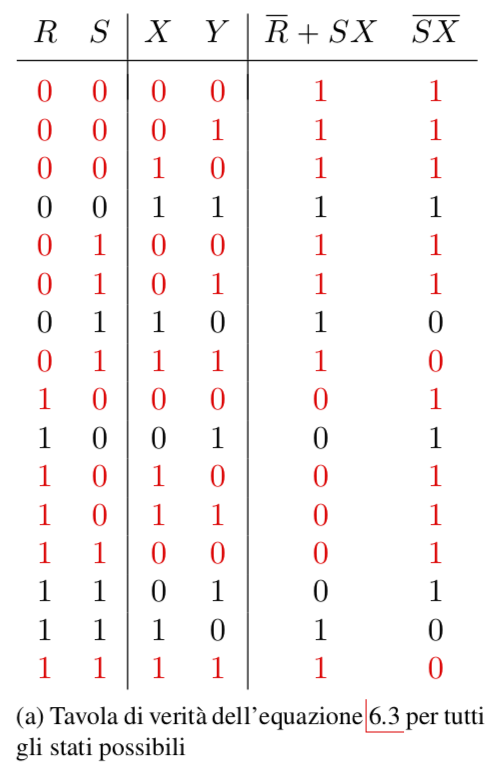 R S X Y R̅ + SX S̅X̅
0 0 0 0 1 1
0 0 0 1 1 1
0 0 1 0 1 1
0 0 1 1 1 1
0 1 0 0 1 1
0 1 0 1 1 1
0 1 1 0 1 0
0 1 1 1 1 0
1 0 0 0 0 1
1 0 0 1 0 1
1 0 1 0 0 1
1 0 1 1 0 1
1 1 0 0 0 1
1 1 0 1 0 1
1 1 1 0 1 0
1 1 1 1 1 0
(a) Tavola di verità dell'equazione 6.3 per tutti
gli stati possibili